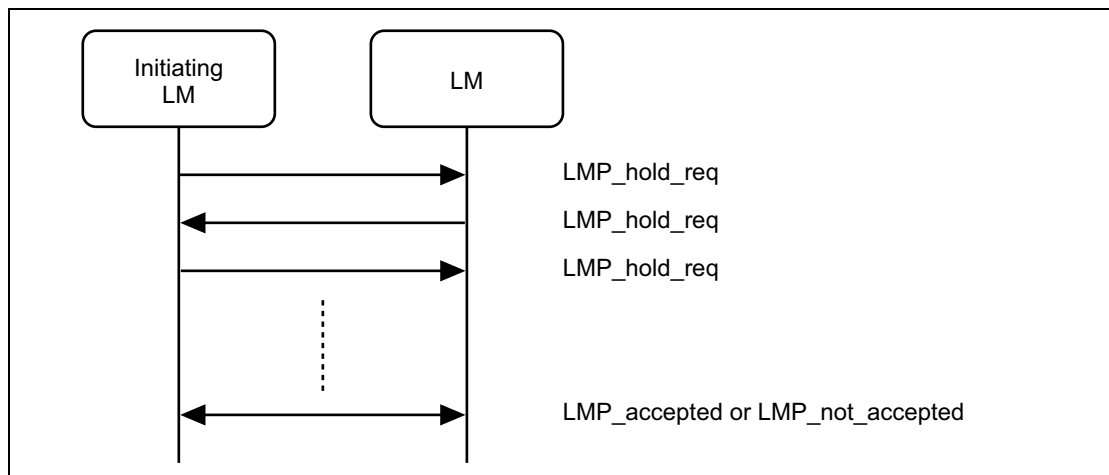 Initiating
LM
LM
LMP_hold_req
LMP_hold_req
LMP_hold_req
LMP_accepted or LMP_not_accepted